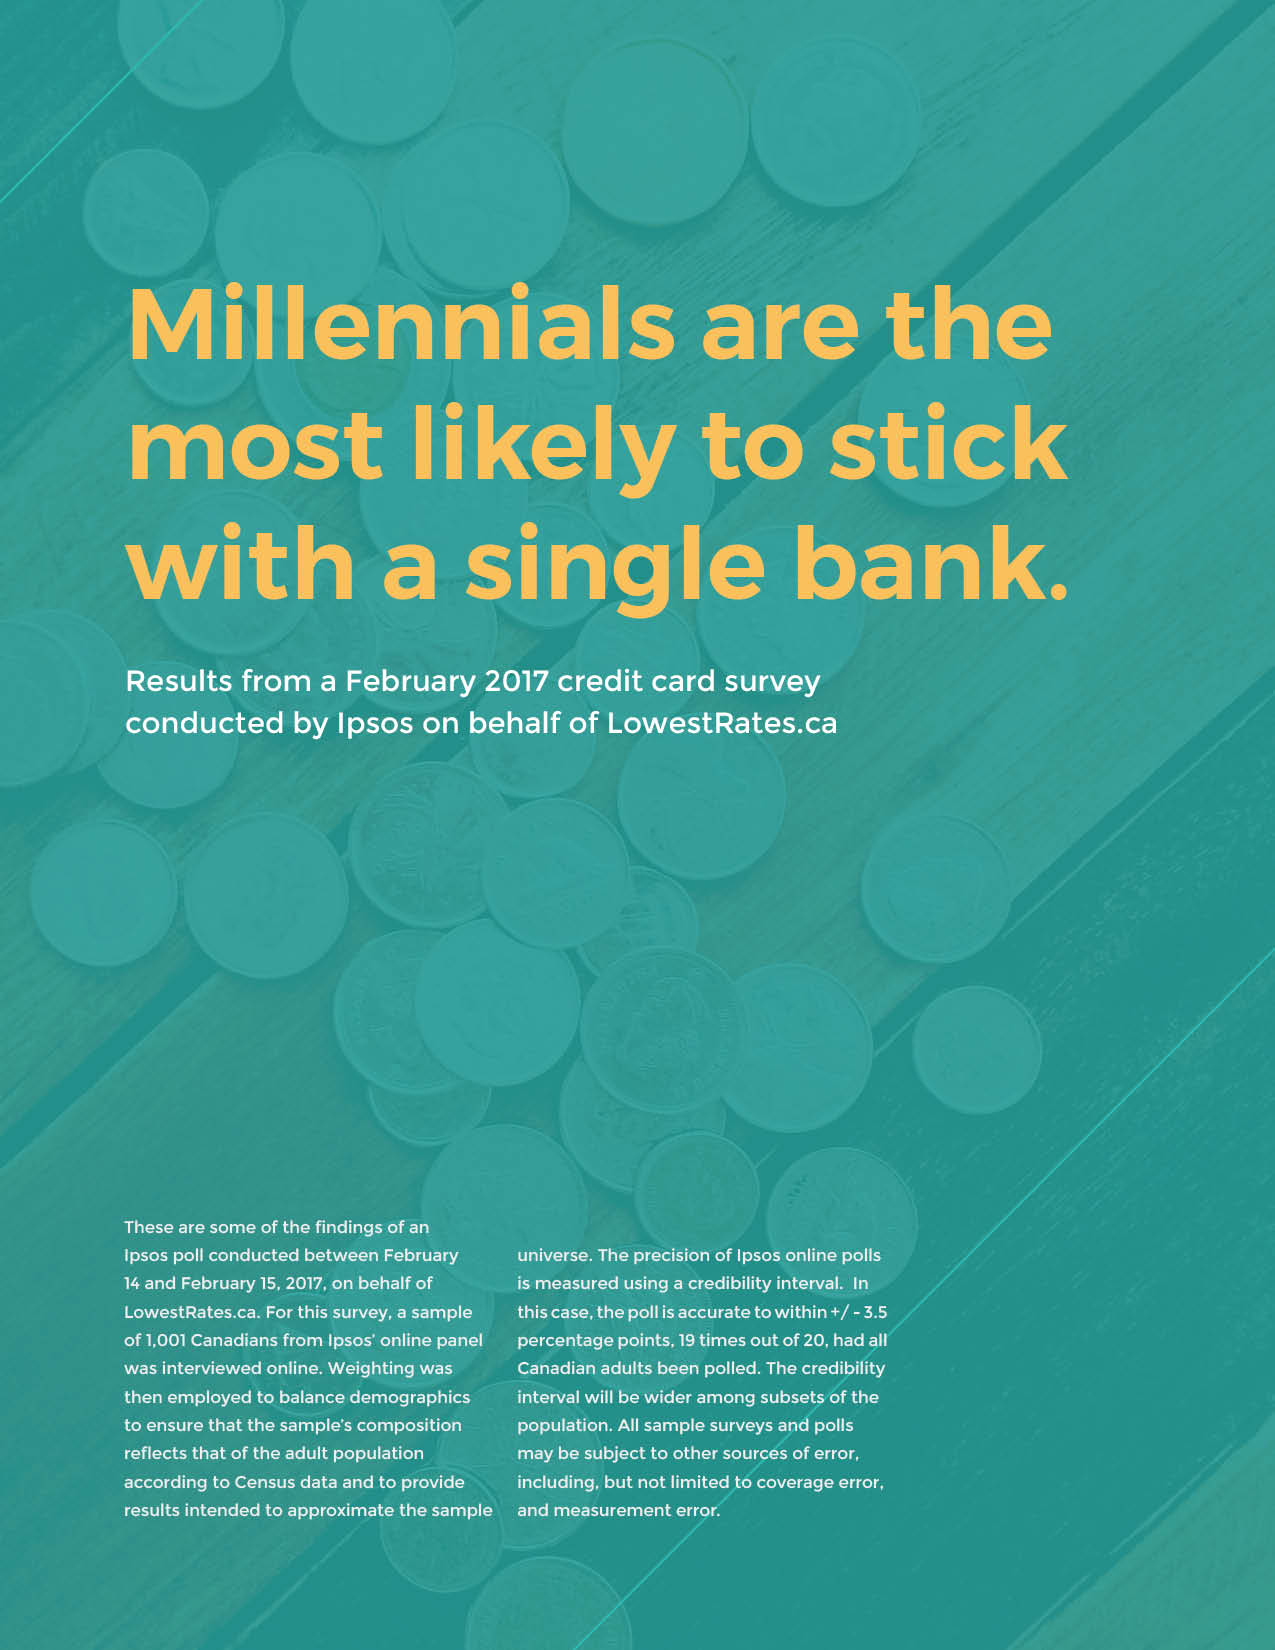 Millennials are the
most likely to stick
with a single bank.
Results from a February 2017 credit card survey
conducted by Ipsos on behalf of LowestRates.ca
These are some of the findings of an
Ipsos poll conducted between February
14 and February 15, 2017, on behalf of
LowestRates.ca. For this survey, a sample
of 1,001 Canadians from Ipsos’ online panel
was interviewed online. Weighting was
then employed to balance demographics
to ensure that the sample’s composition
reflects that of the adult population
according to Census data and to provide
results intended to approximate the sample
universe. The precision of Ipsos online polls
is measured using a credibility interval.  In
this case, the poll is accurate to within +/ - 3.5
percentage points, 19 times out of 20, had all
Canadian adults been polled. The credibility
interval will be wider among subsets of the
population. All sample surveys and polls
may be subject to other sources of error,
including, but not limited to coverage error,
and measurement error.